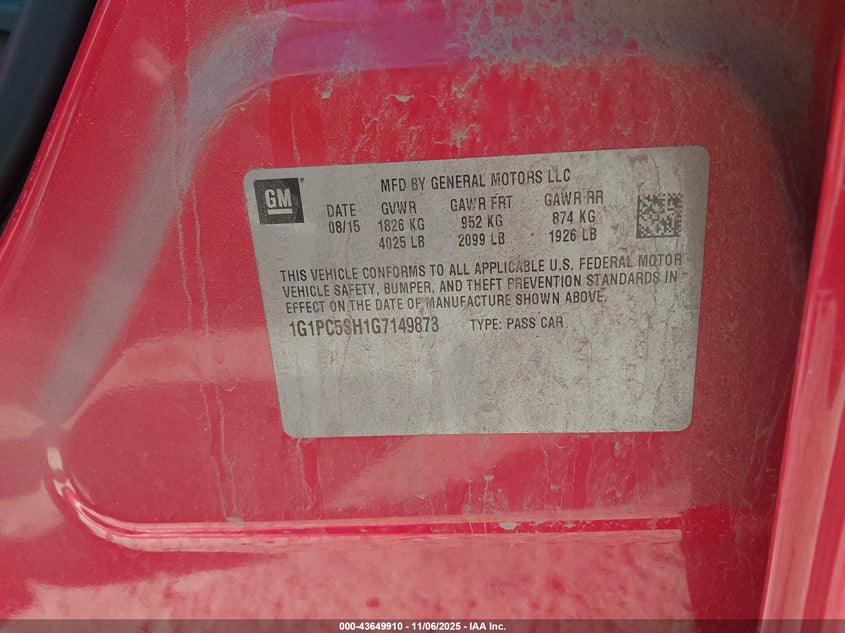 GM
MFD BY GENERAL MOTORS LLC
DATE GVWR GAWR FRT GAWR RR
08/15 1826 KG 952 KG 874 KG
4025 LB 2099 LB 1926 LB
THIS VEHICLE CONFORMS TO ALL APPLICABLE U.S. FEDERAL MOTOR
VEHICLE SAFETY, BUMPER, AND THEFT PREVENTION STANDARDS IN
EFFECT ON THE DATE OF MANUFACTURE SHOWN ABOVE.
1G1PC5SH1G7149873 TYPE: PASS CAR
000-43649910 - 11/06/2025 - IAA Inc.